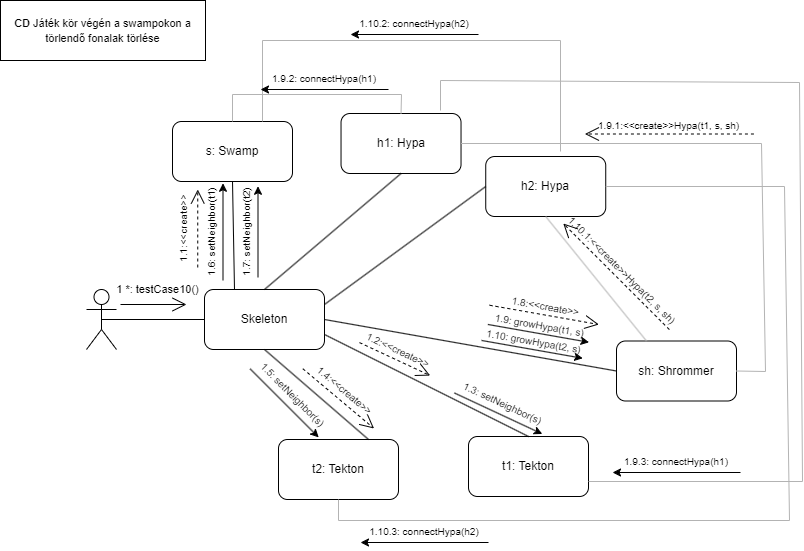 CD Játék kör végén a swampokon a
törlendő fonalak törlése
1.10.2: connectHypa(h2)
1.9.2: connectHypa(h1)
1.9.1:<<create>>Hypa(t1, s, sh)
s: Swamp
h1: Hypa
h2: Hypa
1.1:<<create>>
1.6: setNeighbor(t1)
1.7: setNeighbor(t2)
1.10.1:<<create>>Hypa(t2, s, sh)
1 *: testCase10()
Skeleton
1.8:<<create>>
1.9: growHypa(t1, s)
1.10: growHypa(t2, s)
1.2:<<create>>
sh: Shrommer
1.5: setNeighbor(s)
1.4:<<create>>
1.3: setNeighbor(s)
t2: Tekton
t1: Tekton
1.9.3: connectHypa(h1)
1.10.3: connectHypa(h2)